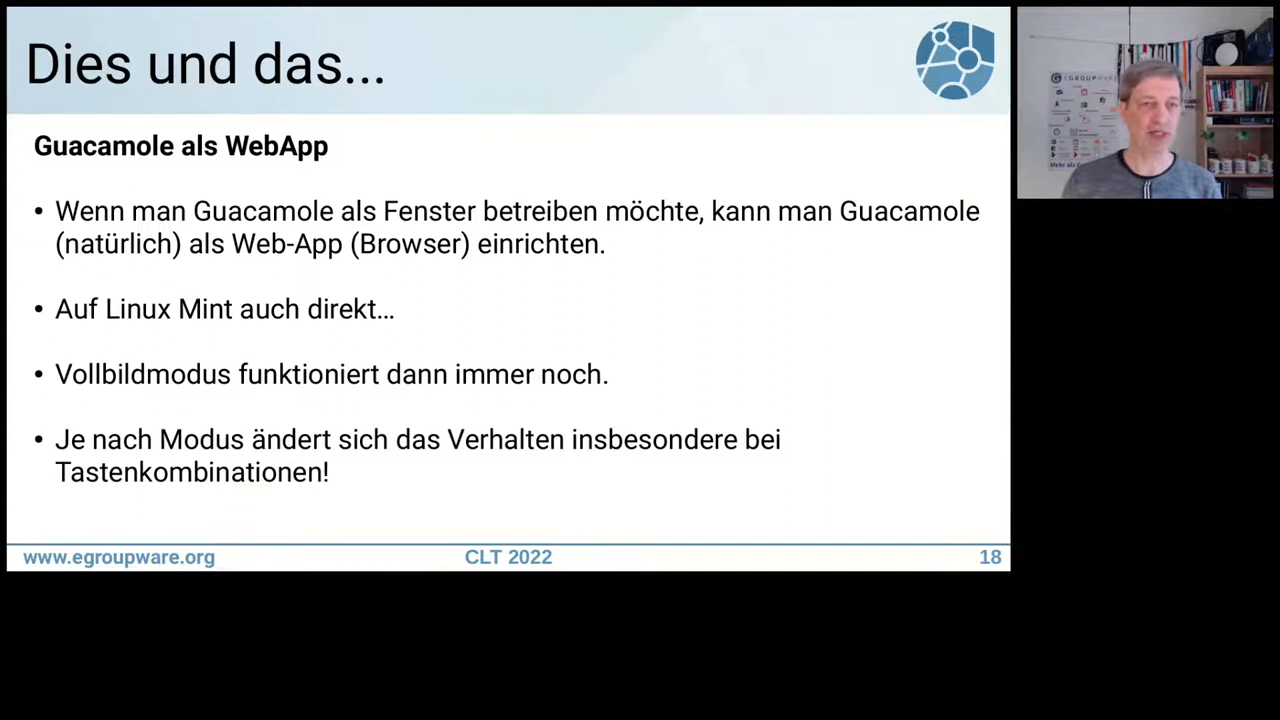 Dies und das...
Guacamole als WebApp
• Wenn man Guacamole als Fenster betreiben möchte, kann man Guacamole
(natürlich) als Web-App (Browser) einrichten.
• Auf Linux Mint auch direkt…
• Vollbildmodus funktioniert dann immer noch.
• Je nach Modus ändert sich das Verhalten insbesondere bei
Tastenkombinationen!
www.egroupware.org
CLT 2022
18
EGROUPWARE